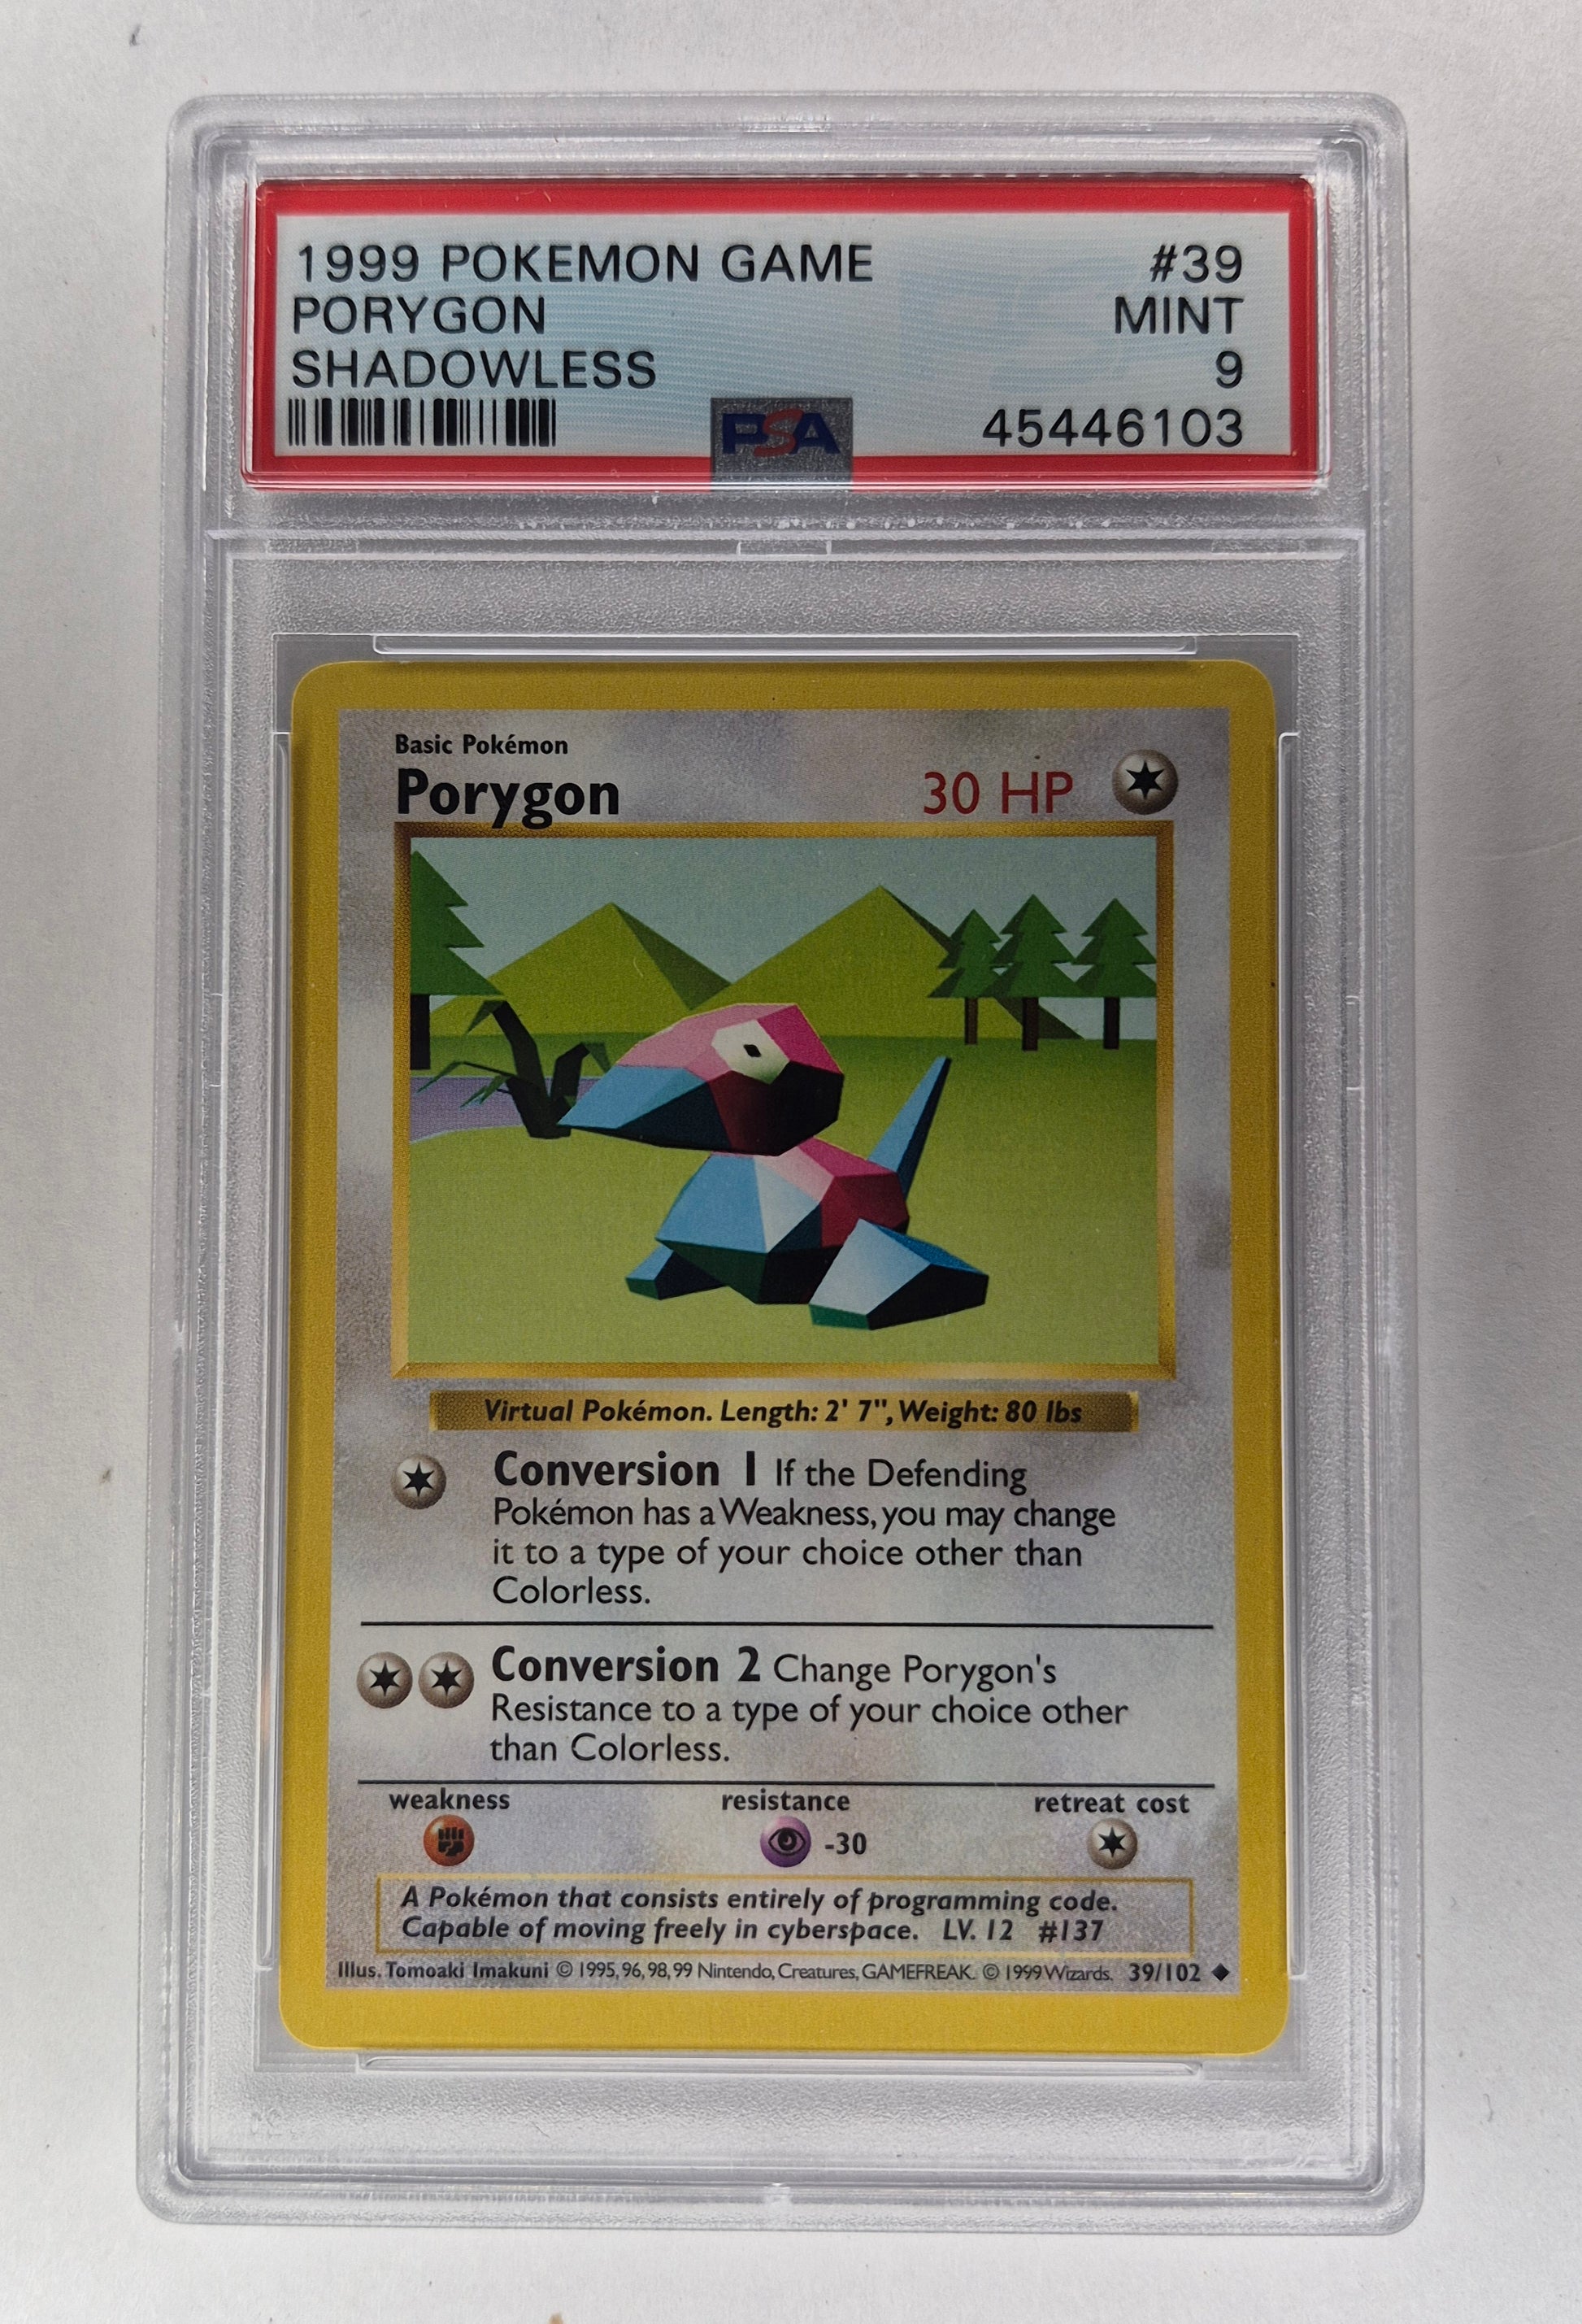 1999 POKEMON GAME #39
PORYGON MINT
SHADOWLESS 9
PSA 45446103
Basic Pokémon
Porygon 30 HP
Virtual Pokémon. Length: 2' 7", Weight: 80 lbs
Conversion 1 If the Defending
Pokémon has a Weakness, you may change
it to a type of your choice other than
Colorless.
Conversion 2 Change Porygon's
Resistance to a type of your choice other
than Colorless.
weakness resistance retreat cost
-30
A Pokémon that consists entirely of programming code.
Capable of moving freely in cyberspace. LV. 12 #137
Illus. Tomoaki Imakuni © 1995, 96, 98, 99 Nintendo, Creatures, GAMEFREAK. © 1999 Wizards. 39/102